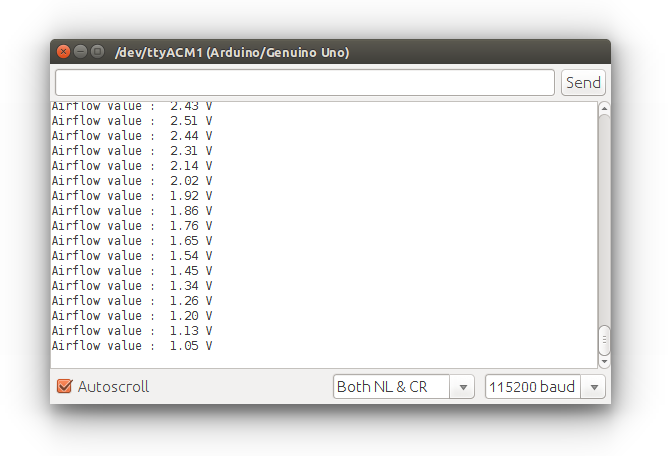 /dev/ttyACM1 (Arduino/Genuino Uno)
Send
Airflow value :  2.43 V
Airflow value :  2.51 V
Airflow value :  2.44 V
Airflow value :  2.31 V
Airflow value :  2.14 V
Airflow value :  2.02 V
Airflow value :  1.92 V
Airflow value :  1.86 V
Airflow value :  1.76 V
Airflow value :  1.65 V
Airflow value :  1.54 V
Airflow value :  1.45 V
Airflow value :  1.34 V
Airflow value :  1.26 V
Airflow value :  1.20 V
Airflow value :  1.13 V
Airflow value :  1.05 V
Autoscroll
Both NL & CR
115200 baud